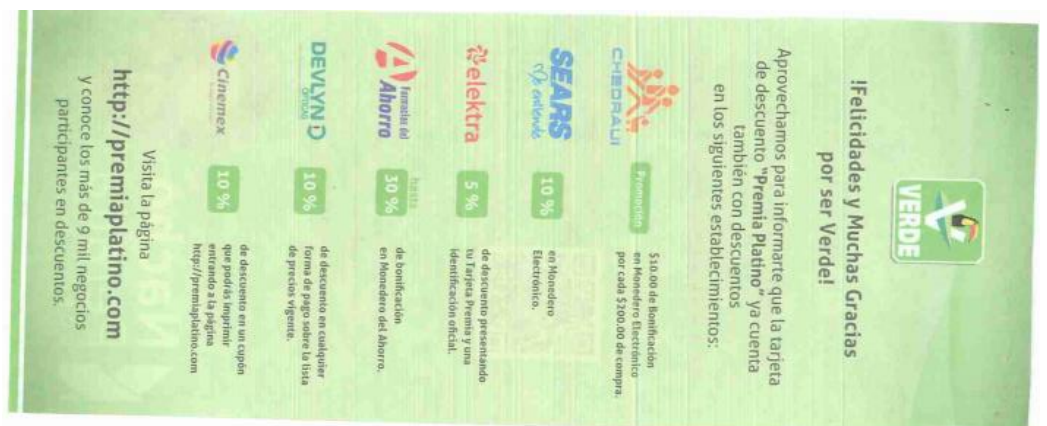 VERDE
!Felicidades y Muchas Gracias
por ser Verde!
Aprovechamos para informarte que la tarjeta
de descuento "Premia Platino" ya cuenta
también con descuentos
en los siguientes establecimientos:
CHEDRAUI
Promoción
$10.00 de Bonificación
en Monedero Electrónico
por cada $200.00 de compra.
SEARS
Me entiende
10 %
en Monedero
Electrónico.
elektra
5 %
de descuento presentando
tu Tarjeta Premia y una
identificación oficial.
Farmacias del
Ahorro
hasta
30 %
de bonificación
en Monedero del Ahorro.
DEVLYN
ÓPTICAS
10 %
de descuento en cualquier
forma de pago sobre la lista
de precios vigente.
Cinemex
10 %
de descuento en un cupón
que podrás imprimir
entrando a la página
http://premiaplatino.com
Visita la página
http://premiaplatino.com
y conoce los más de 9 mil negocios
participantes en descuentos.